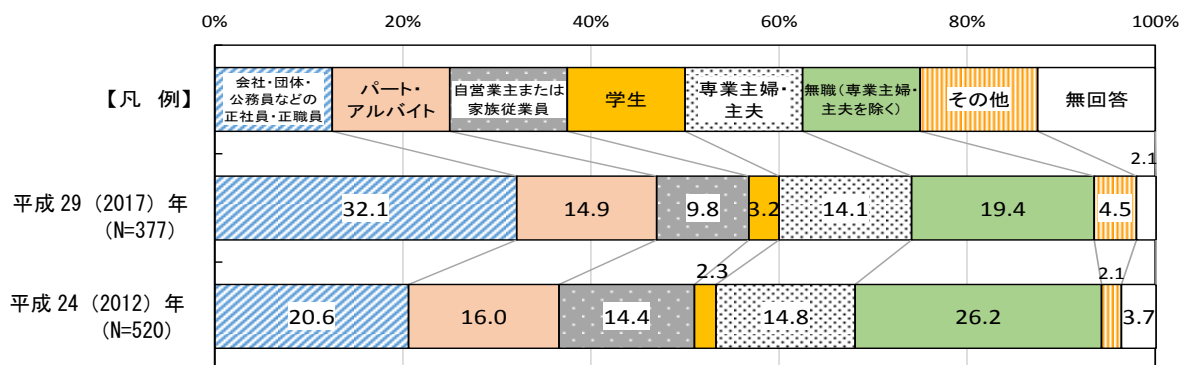 0% 20% 40% 60% 80% 100%
【凡 例】
会社・団体・
公務員などの
正社員・正職員
パート・
アルバイト
自営業主または
家族従業員
学生
専業主婦・
主夫
無職(専業主婦・
主夫を除く)
その他
無回答
平成 29(2017)年
(N=377)
32.1 14.9 9.8 3.2 14.1 19.4 4.5 2.1
平成 24(2012)年
(N=520)
20.6 16.0 14.4 2.3 14.8 26.2 2.1 3.7